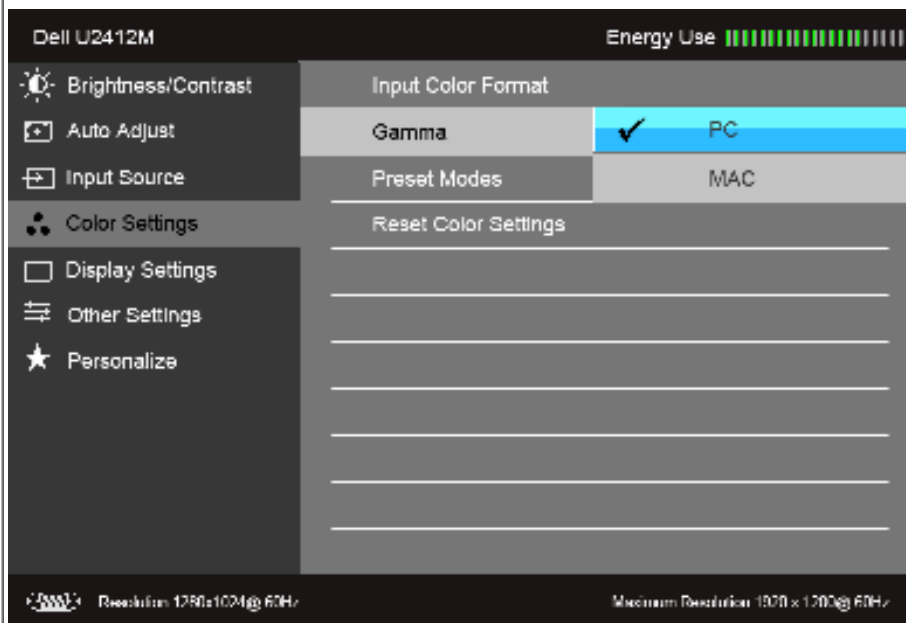 Dell U2412M Energy Use
Brightness/Contrast Input Color Format
Auto Adjust Gamma PC
Input Source Preset Modes MAC
Color Settings Reset Color Settings
Display Settings
Other Settings
Personalize
Resolution 1280x1024@ 60Hz Maximum Resolution 1920 x 1200@ 60Hz